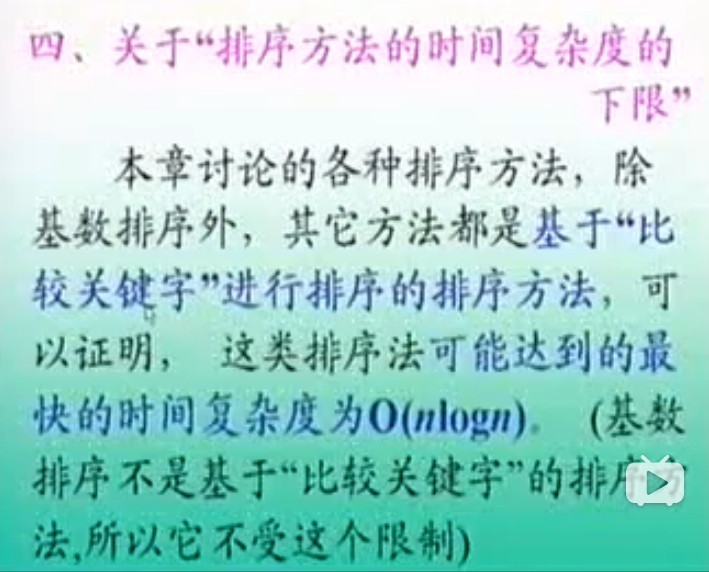 四、关于“排序方法的时间复杂度的
下限”
本章讨论的各种排序方法，除
基数排序外，其它方法都是基于“比
较关键字”进行排序的排序方法，可
以证明， 这类排序法可能达到的最
快的时间复杂度为O(nlogn)。 (基数
排序不是基于“比较关键字”的排序方
法,所以它不受这个限制)